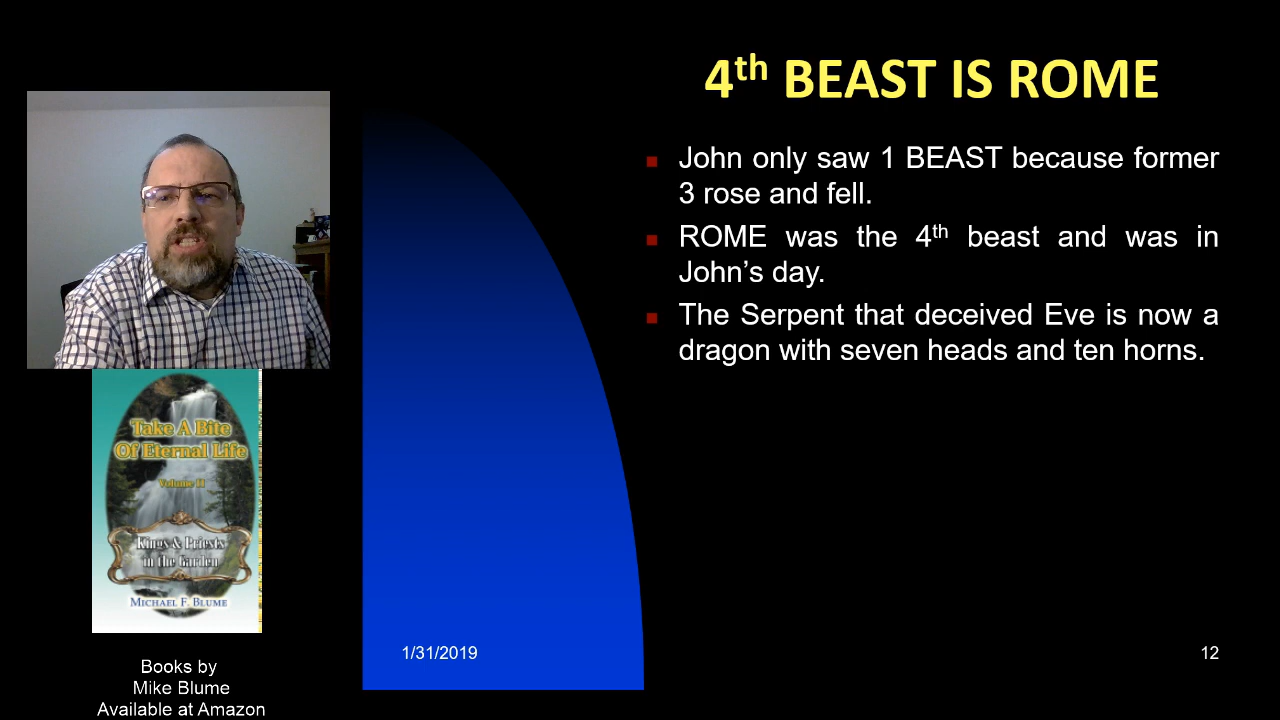 4th BEAST IS ROME
John only saw 1 BEAST because former
3 rose and fell.
ROME was the 4th beast and was in
John's day.
The Serpent that deceived Eve is now a
dragon with seven heads and ten horns.
Take A Bite
Of Eternal Life
Volume II
Kings & Priests
in the Garden
MICHAEL F. BLUME
Books by
Mike Blume
Available at Amazon
1/31/2019
12